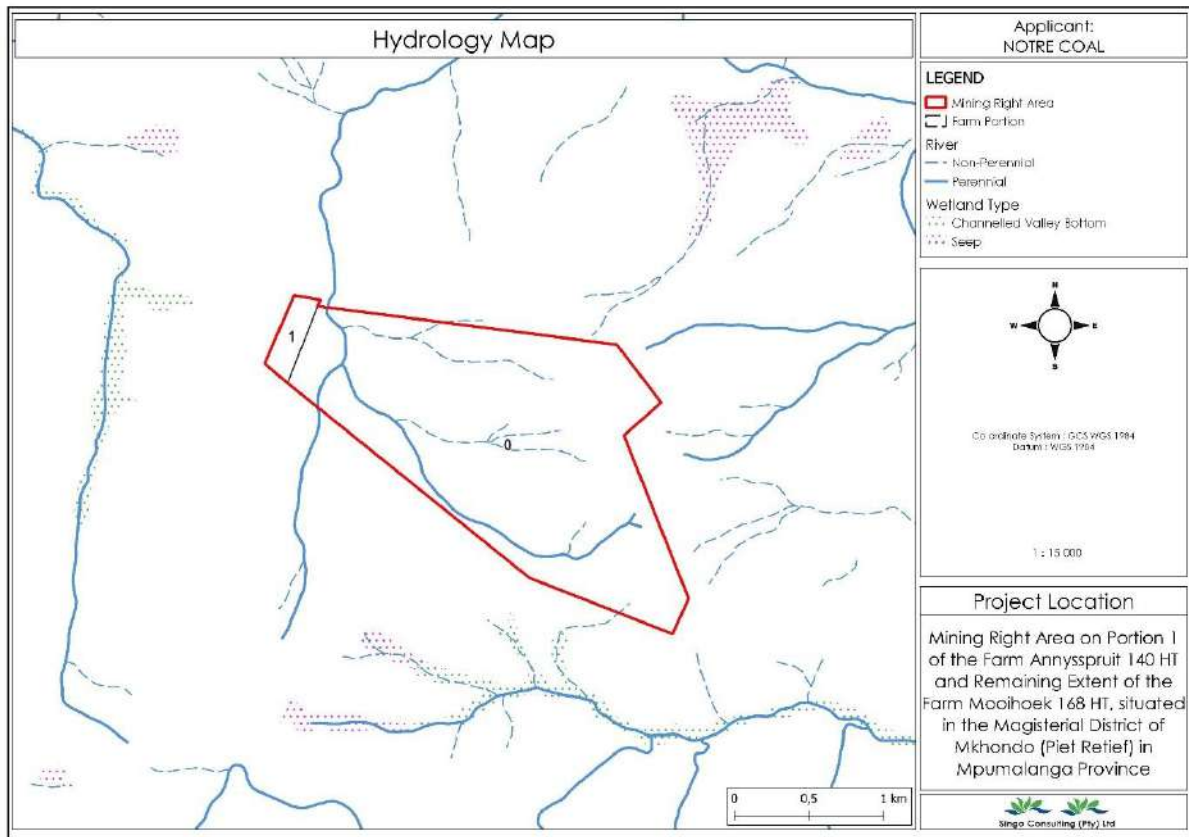 Hydrology Map
Applicant:
NOTRE COAL
LEGEND
Mining Right Area
Farm Portion
River
Non-Perennial
Perennial
Wetland Type
Channelled Valley Bottom
Seep
1
0
N
W
E
S
Co ordinate System : GCS WGS 1984
Datum : WGS 1984
1 : 15 000
Project Location
Mining Right Area on Portion 1
of the Farm Annysspruit 140 HT
and Remaining Extent of the
Farm Mooihoek 168 HT, situated
in the Magisterial District of
Mkhondo (Piet Retief) in
Mpumalanga Province
0 0,5 1 km
Singo Consulting (Pty) Ltd